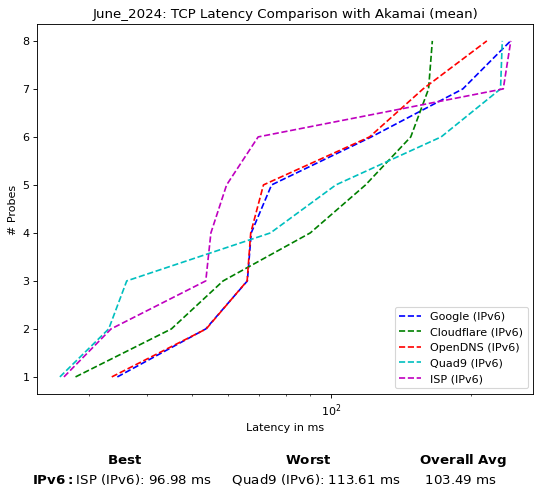 June_2024: TCP Latency Comparison with Akamai (mean)
8
7
6
5
4
3
2
1
# Probes
Google (IPv6)
Cloudflare (IPv6)
OpenDNS (IPv6)
Quad9 (IPv6)
ISP (IPv6)
10²
Latency in ms
Best Worst Overall Avg
IPv6: ISP (IPv6): 96.98 ms Quad9 (IPv6): 113.61 ms 103.49 ms